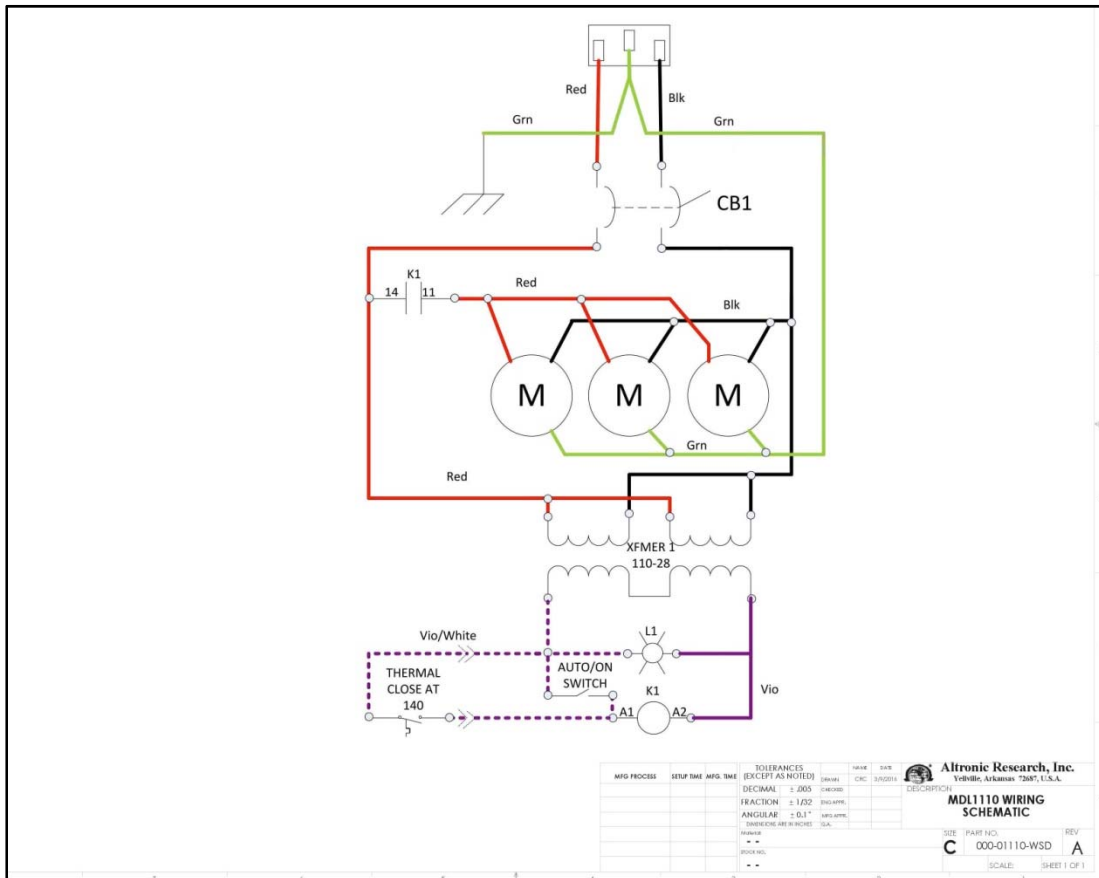 Red
Blk
Grn
Grn
CB1
K1
14 11
Red
Blk
M M M
Grn
Red
XFMER 1
110-28
L1
Vio/White
AUTO/ON
SWITCH
THERMAL
CLOSE AT
140
K1
A1 A2
Vio
MFG PROCESS SETUP TIME MFG. TIME
TOLERANCES
(EXCEPT AS NOTED)
DECIMAL ± .005
FRACTION ± 1/32
ANGULAR ± 0.1°
DIMENSIONS ARE IN INCHES
NAME DATE
DRAWN CRC 3/9/2016
CHECKED
ENG APPR.
MFG APPR.
Q.A.
- -
- -
Altronic Research, Inc.
Yellville, Arkansas 72687, U.S.A.
DESCRIPTION
MDL1110 WIRING
SCHEMATIC
SIZE PART NO. REV
C 000-01110-WSD A
SCALE: SHEET 1 OF 1